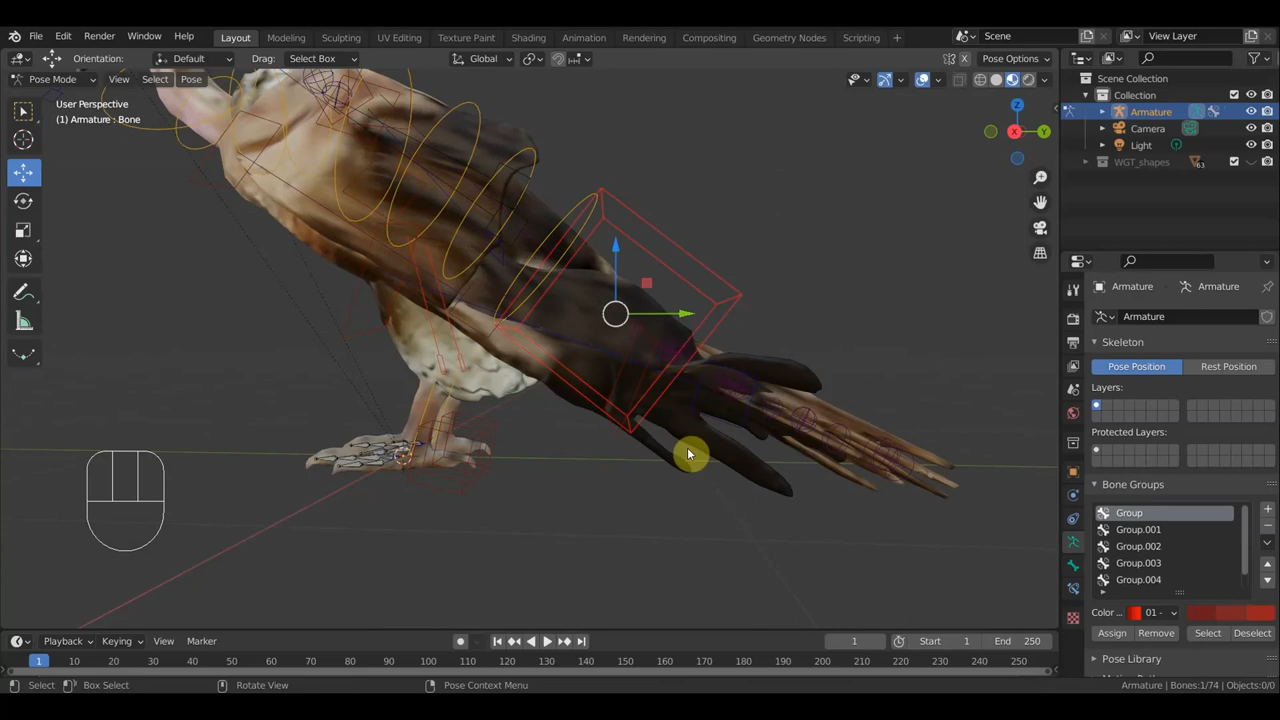 File Edit Render Window Help Layout Modeling Sculpting UV Editing Texture Paint Shading Animation Rendering Compositing Geometry Nodes Scripting + Scene View Layer
Orientation: Default Drag: Select Box Global X Pose Options
Pose Mode View Select Pose
User Perspective
(1) Armature : Bone
Z
X
Y
Scene Collection
Collection
Armature
Camera
Light
WGT_shapes 63
Armature Armature
Armature
Skeleton
Pose Position Rest Position
Layers:
Protected Layers:
Bone Groups
Group
Group.001
Group.002
Group.003
Group.004
Color ... 01 -
Assign Remove Select Deselect
Pose Library
Playback Keying View Marker 1 Start 1 End 250
1 10 20 30 40 50 60 70 80 90 100 110 120 130 140 150 160 170 180 190 200 210 220 230 240 250
Select Box Select Rotate View Pose Context Menu Armature | Bones:1/74 | Objects:0/0